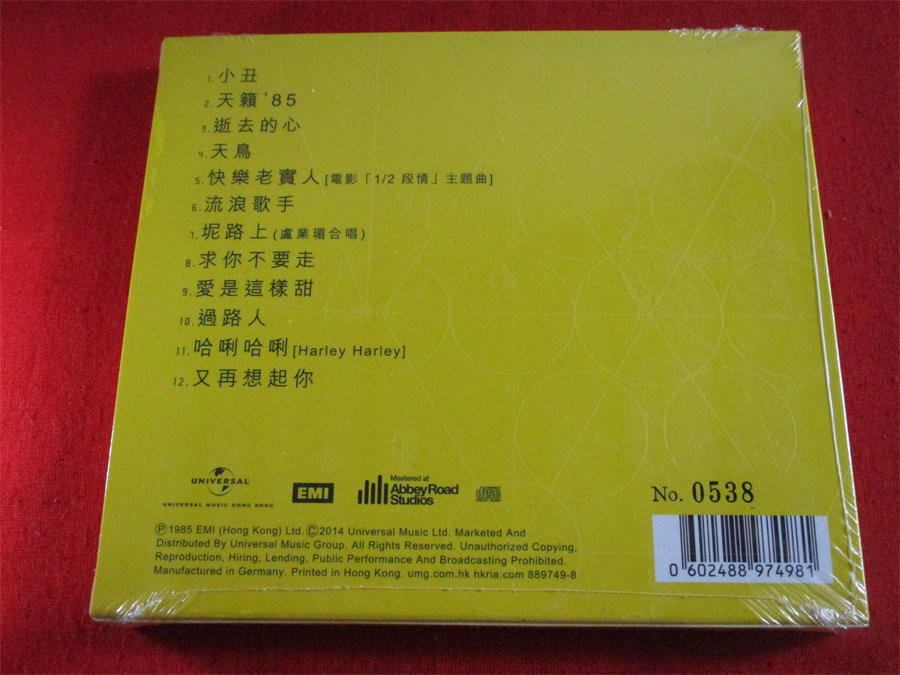 1. 小丑
2. 天籟'85
3. 逝去的心
4. 天鳥
5. 快樂老實人[電影「1/2 段情」主題曲]
6. 流浪歌手
7. 坭路上(盧業瑂合唱)
8. 求你不要走
9. 愛是這樣甜
10. 過路人
11. 哈唎哈唎[Harley Harley]
12. 又再想起你
UNIVERSAL
UNIVERSAL MUSIC HONG KONG
EMI
Mastered at
AbbeyRoad
Studios
No. 0538
Ⓟ1985 EMI (Hong Kong) Ltd. Ⓒ2014 Universal Music Ltd. Marketed And
Distributed By Universal Music Group. All Rights Reserved. Unauthorized Copying,
Reproduction, Hiring, Lending, Public Performance And Broadcasting Prohibited.
Manufactured in Germany. Printed in Hong Kong. umg.com.hk hkria.com 889749-8
0 602488 974981